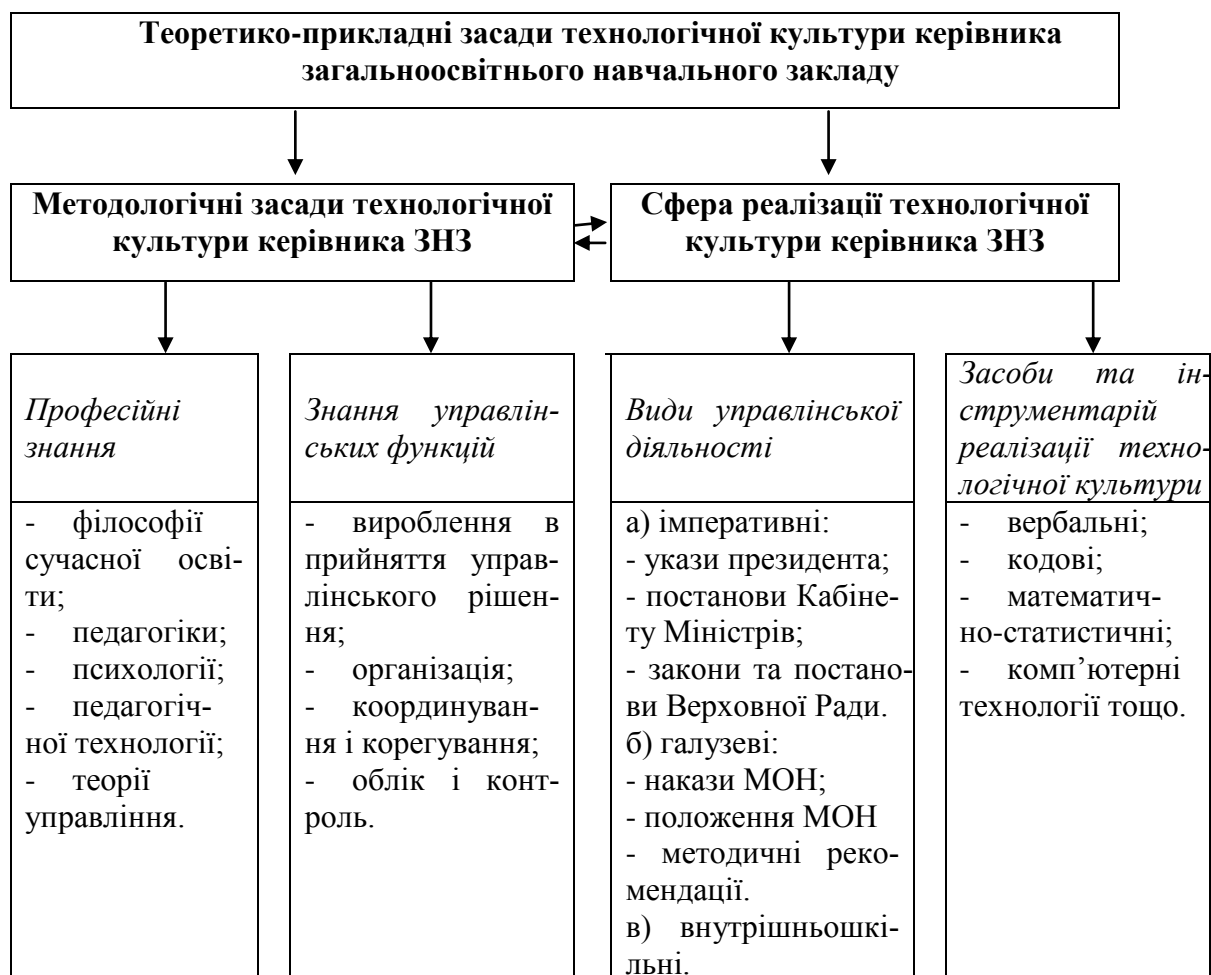 Теоретико-прикладні засади технологічної культури керівника
загальноосвітнього навчального закладу
Методологічні засади технологічної
культури керівника ЗНЗ
Сфера реалізації технологічної
культури керівника ЗНЗ
Професійні
знання
Знання управлін-
ських функцій
Види управлінської
діяльності
Засоби та ін-
струментарій
реалізації техно-
логічної культури
- філософії
сучасної осві-
ти;
- педагогіки;
- психології;
- педагогіч-
ної технології;
- теорії
управління.
- вироблення в
прийняття управ-
лінського рішен-
ня;
- організація;
- координуван-
ня і корегування;
- облік і конт-
роль.
а) імперативні:
- укази президента;
- постанови Кабіне-
ту Міністрів;
- закони та постано-
ви Верховної Ради.
б) галузеві:
- накази МОН;
- положення МОН
- методичні реко-
мендації.
в) внутрішньошкі-
льні.
- вербальні;
- кодові;
- математич-
но-статистичні;
- комп’ютерні
технології тощо.